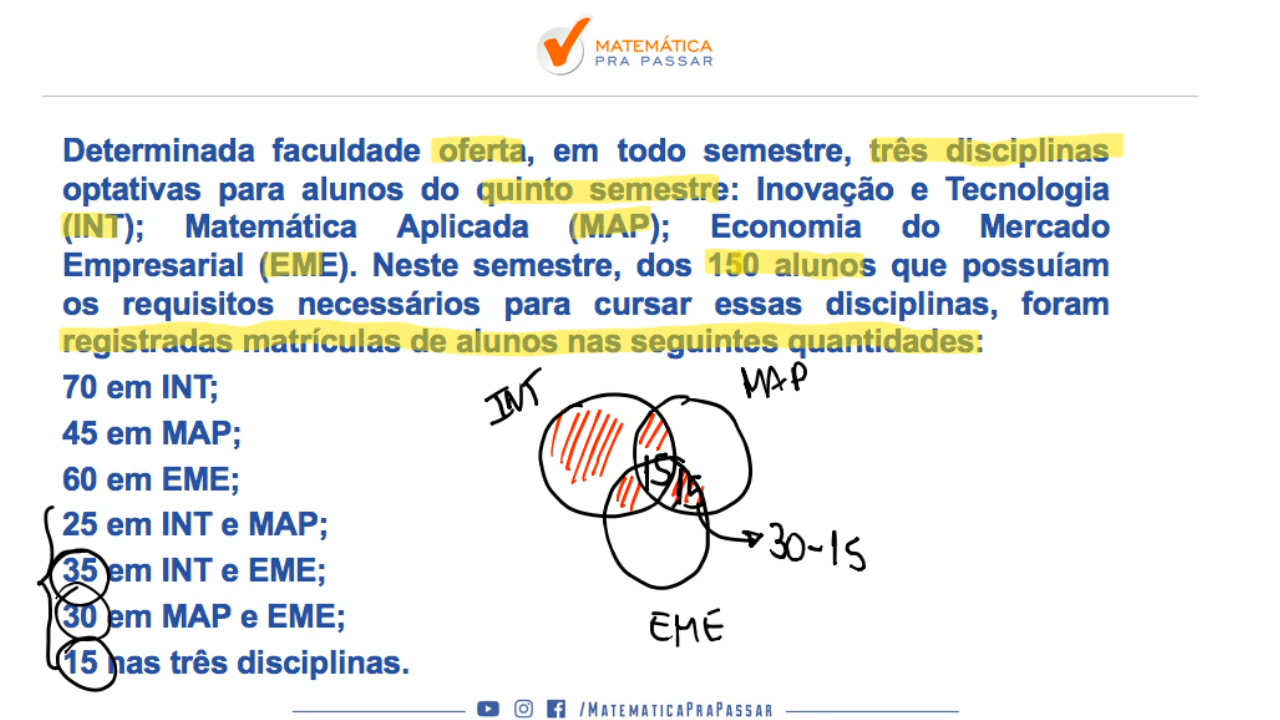 MATEMÁTICA
PRA PASSAR
Determinada faculdade oferta, em todo semestre, três disciplinas
optativas para alunos do quinto semestre: Inovação e Tecnologia
(INT); Matemática Aplicada (MAP); Economia do Mercado
Empresarial (EME). Neste semestre, dos 150 alunos que possuíam
os requisitos necessários para cursar essas disciplinas, foram
registradas matrículas de alunos nas seguintes quantidades:
70 em INT;
45 em MAP;
60 em EME;
25 em INT e MAP;
35 em INT e EME;
30 em MAP e EME;
15 nas três disciplinas.
INT
MAP
15
15
30-15
EME
/MATEMATICAPRAPASSAR